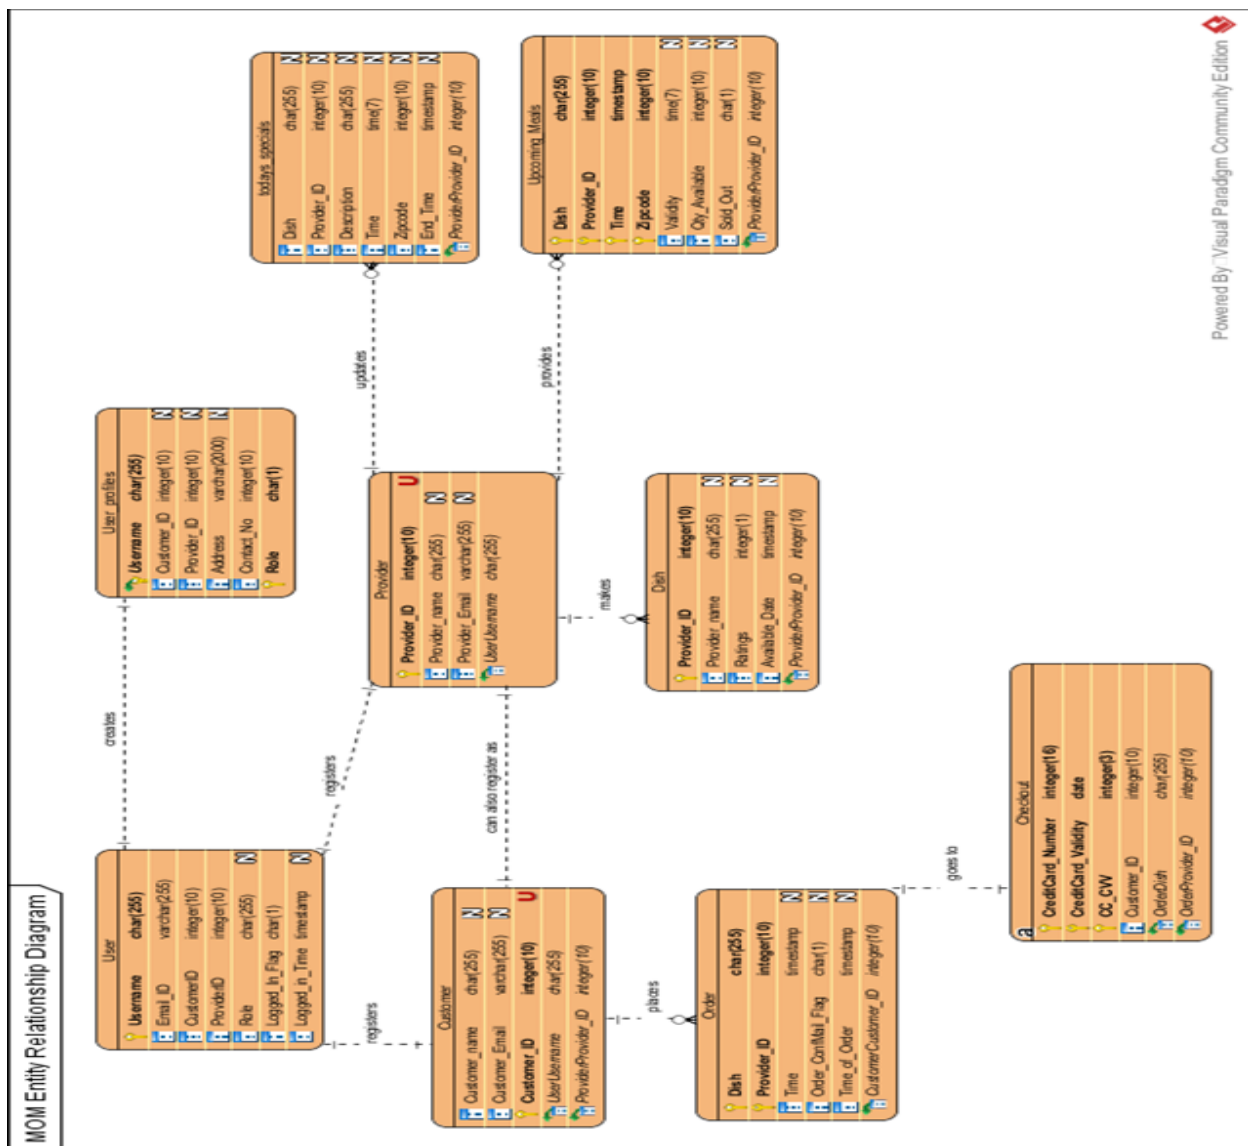 MOM Entity Relationship Diagram
User
Username char(255)
Email_ID varchar(255)
CustomerID integer(10)
ProviderID integer(10)
Role char(255) N
Logged_In_Flag char(1)
Logged_in_Time timestamp N
creates
User_profiles
Username char(255)
Customer_ID integer(10) N
Provider_ID integer(10) N
Address varchar(2000) N
Contact_No integer(10)
Role char(1)
registers
registers
Customer
Customer_name char(255) N
Customer_Email varchar(255) N
Customer_ID integer(10) U
UserUsername char(255)
ProviderProvider_ID integer(10)
can also register as
Provider
Provider_ID integer(10) U
Provider_name char(255) N
Provider_Email varchar(255) N
UserUsername char(255)
updates
todays_specials
Dish char(255) N
Provider_ID integer(10) N
Description char(255) N
Time time(7) N
Zipcode integer(10) N
End_Time timestamp N
ProviderProvider_ID integer(10)
provides
Upcoming_Meals
Dish char(255)
Provider_ID integer(10)
Time timestamp
Zipcode integer(10)
Validity time(7) N
Qty_Available integer(10) N
Sold_Out char(1) N
ProviderProvider_ID integer(10)
places
Order
Dish char(255)
Provider_ID integer(10)
Time timestamp N
Order_ConfMail_Flag char(1) N
Time_of_Order timestamp N
CustomerCustomer_ID integer(10)
makes
Dish
Provider_ID integer(10)
Provider_name char(255) N
Ratings integer(1) N
Available_Date timestamp N
ProviderProvider_ID integer(10)
goes to
a
Checkout
CreditCard_Number integer(16)
CreditCard_Validity date
CC_CVV integer(3)
Customer_ID integer(10)
OrderDish char(255)
OrderProvider_ID integer(10)
Powered By Visual Paradigm Community Edition